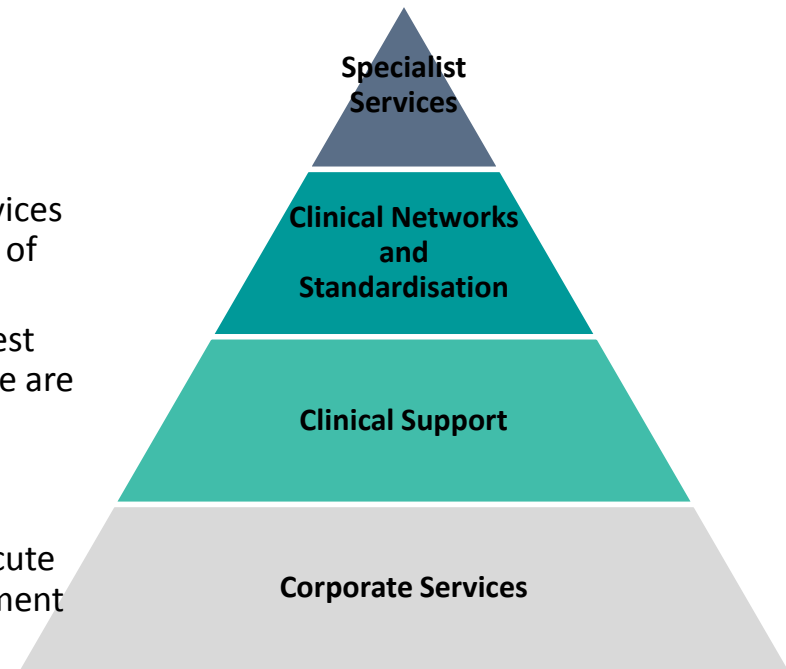 Specialist
Services
vices
of
est
e are
cute
ment
Clinical Networks
and
Standardisation
Clinical Support
Corporate Services